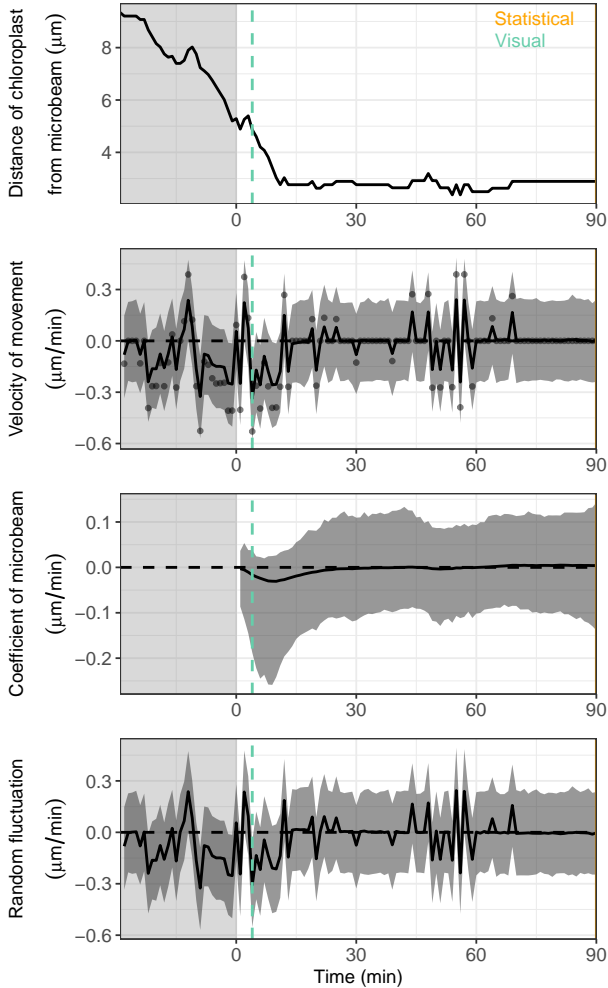 Distance of chloroplast
from microbeam (μm)
8
6
4
Statistical
Visual
0
30
60
90
Velocity of movement
(μm/min)
0.3
0.0
−0.3
−0.6
0
30
60
90
Coefficient of microbeam
(μm/min)
0.1
0.0
−0.1
−0.2
0
30
60
90
Random fluctuation
(μm/min)
0.3
0.0
−0.3
−0.6
0
30
60
90
Time (min)